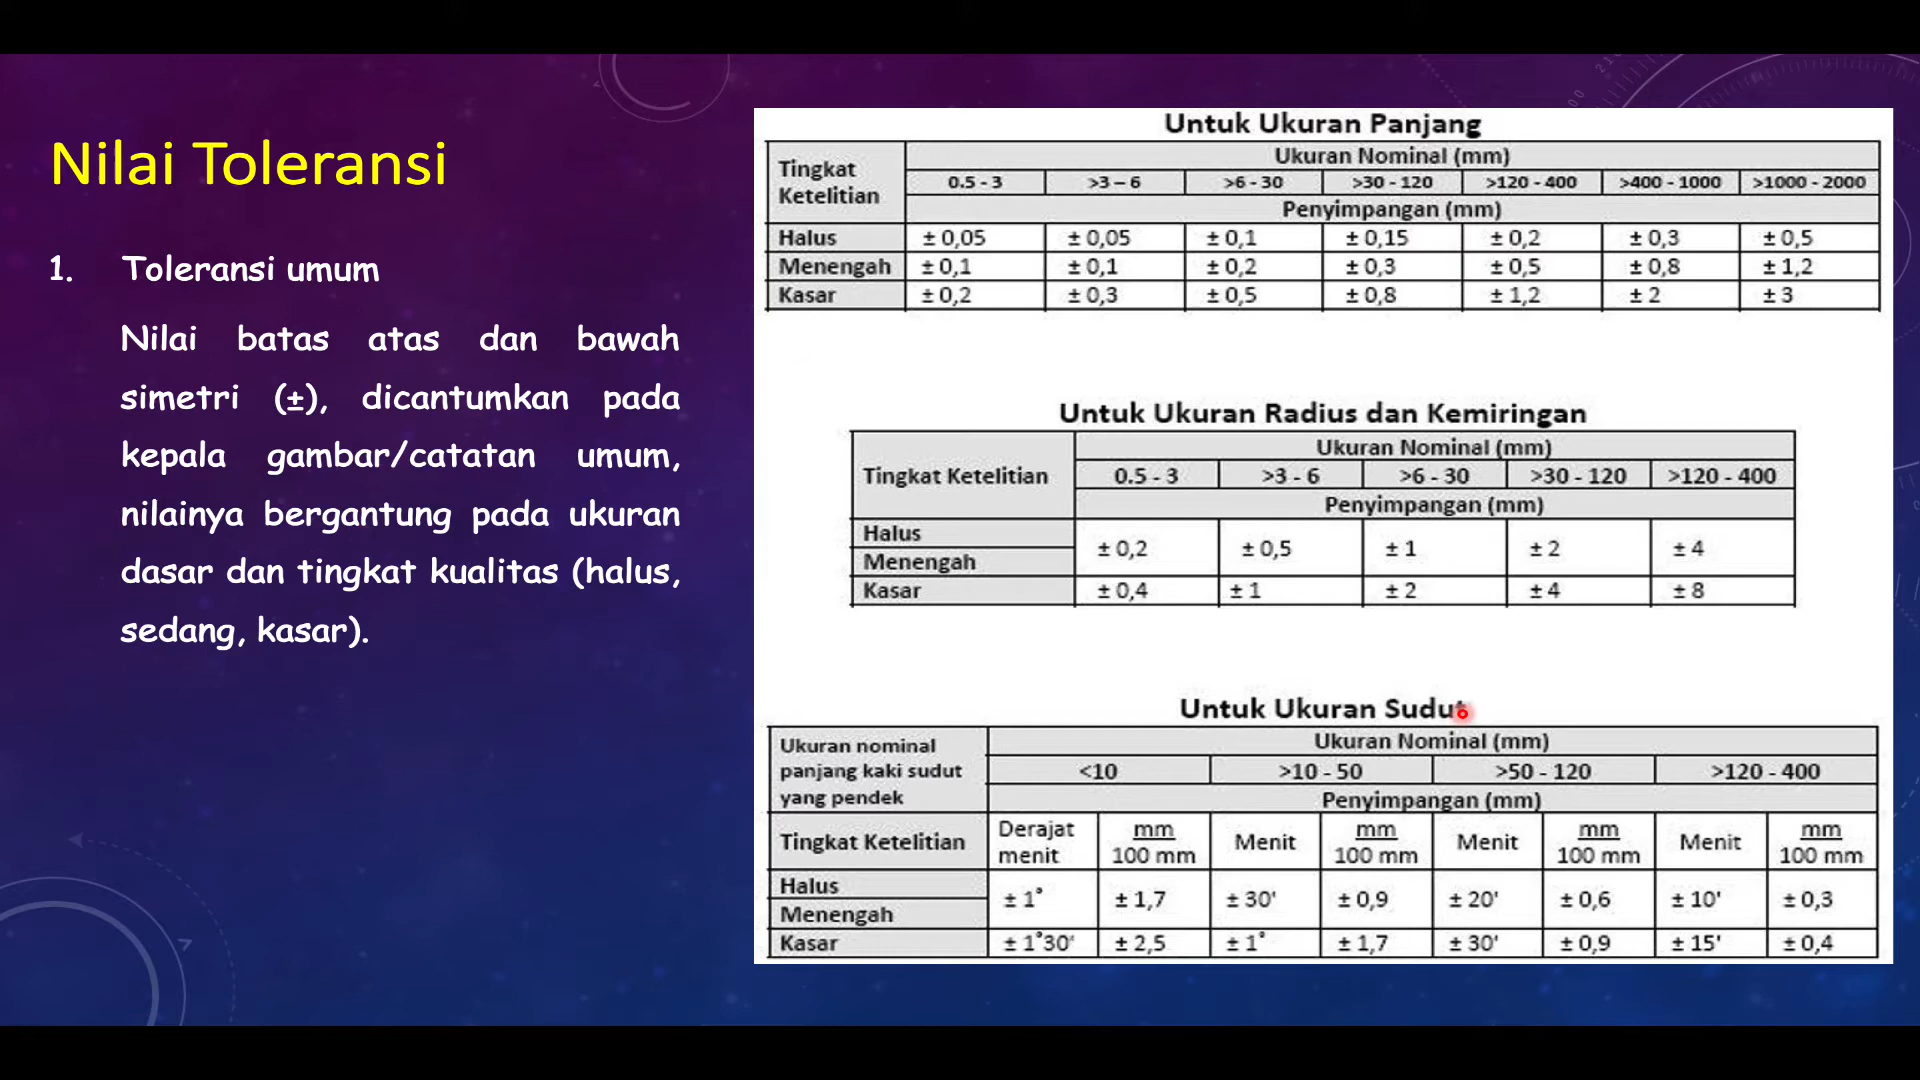 Nilai Toleransi
1. Toleransi umum
Nilai batas atas dan bawah
simetri (±), dicantumkan pada
kepala gambar/catatan umum,
nilainya bergantung pada ukuran
dasar dan tingkat kualitas (halus,
sedang, kasar).
Untuk Ukuran Panjang
Tingkat Ketelitian
Ukuran Nominal (mm)
0.5 - 3 >3 – 6 >6 - 30 >30 - 120 >120 - 400 >400 - 1000 >1000 - 2000
Penyimpangan (mm)
Halus ± 0,05 ± 0,05 ± 0,1 ± 0,15 ± 0,2 ± 0,3 ± 0,5
Menengah ± 0,1 ± 0,1 ± 0,2 ± 0,3 ± 0,5 ± 0,8 ± 1,2
Kasar ± 0,2 ± 0,3 ± 0,5 ± 0,8 ± 1,2 ± 2 ± 3
Untuk Ukuran Radius dan Kemiringan
Ukuran Nominal (mm)
Tingkat Ketelitian 0.5 - 3 >3 - 6 >6 - 30 >30 - 120 >120 - 400
Penyimpangan (mm)
Halus
Menengah
± 0,2 ± 0,5 ± 1 ± 2 ± 4
Kasar ± 0,4 ± 1 ± 2 ± 4 ± 8
Untuk Ukuran Sudut
Ukuran nominal
panjang kaki sudut
yang pendek
Ukuran Nominal (mm)
<10 >10 - 50 >50 - 120 >120 - 400
Penyimpangan (mm)
Tingkat Ketelitian
Derajat menit
mm
100 mm
Menit
mm
100 mm
Menit
mm
100 mm
Menit
mm
100 mm
Halus
Menengah
± 1° ± 1,7 ± 30' ± 0,9 ± 20' ± 0,6 ± 10' ± 0,3
Kasar ± 1°30' ± 2,5 ± 1° ± 1,7 ± 30' ± 0,9 ± 15' ± 0,4